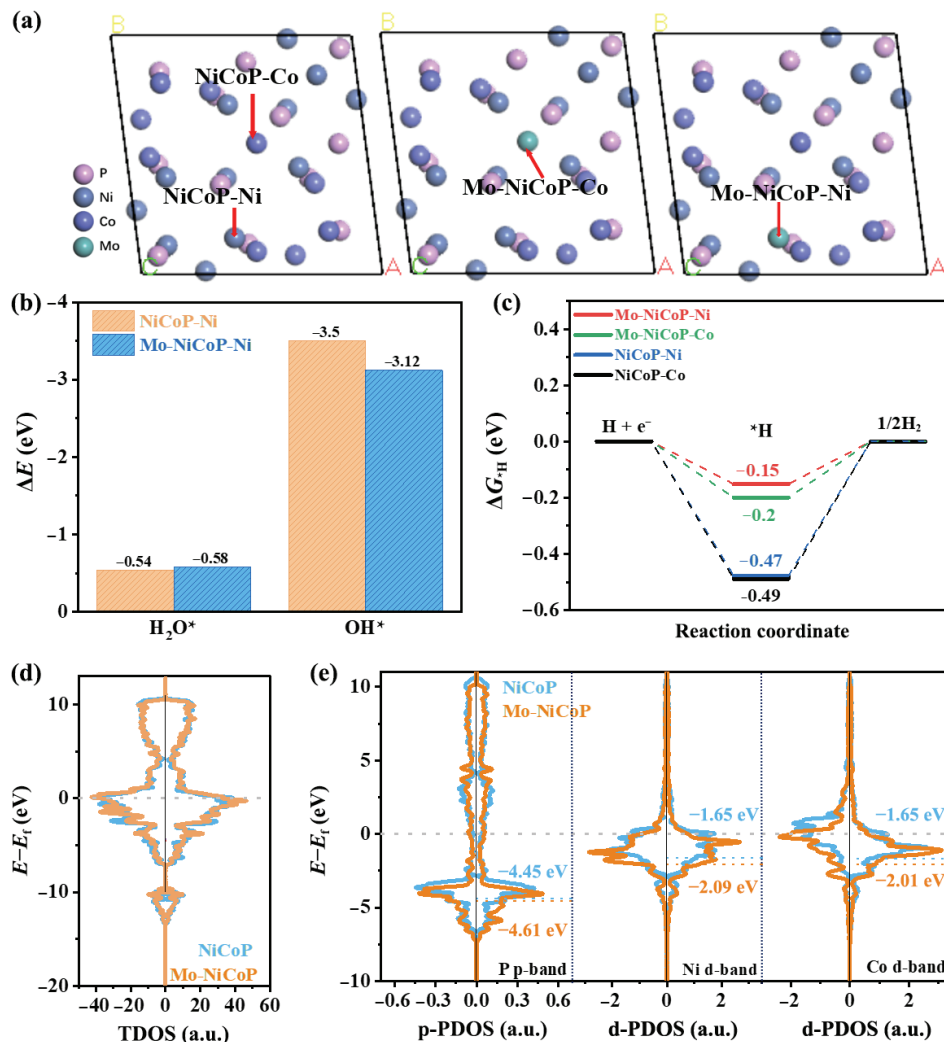 (a)
B
NiCoP-Co
NiCoP-Ni
P
Ni
Co
Mo
C
A
B
Mo-NiCoP-Co
C
A
B
Mo-NiCoP-Ni
C
A
(b)
−4
−3
−2
−1
0
ΔE (eV)
NiCoP-Ni
Mo-NiCoP-Ni
−3.5
−3.12
−0.54
−0.58
H₂O*
OH*
(c)
0.4
0.2
0.0
−0.2
−0.4
−0.6
ΔG*H (eV)
Mo-NiCoP-Ni
Mo-NiCoP-Co
NiCoP-Ni
NiCoP-Co
H + e⁻
*H
1/2H₂
−0.15
−0.2
−0.47
−0.49
Reaction coordinate
(d)
10
0
−10
−20
E−Ef (eV)
NiCoP
Mo-NiCoP
−40 −20 0 20 40 60
TDOS (a.u.)
(e)
10
5
0
−5
−10
E−Ef (eV)
NiCoP
Mo-NiCoP
−4.45 eV
−4.61 eV
P p-band
−0.6 −0.3 0.0 0.3 0.6
p-PDOS (a.u.)
−1.65 eV
−2.09 eV
Ni d-band
−2 0 2
d-PDOS (a.u.)
−1.65 eV
−2.01 eV
Co d-band
−2 0 2
d-PDOS (a.u.)